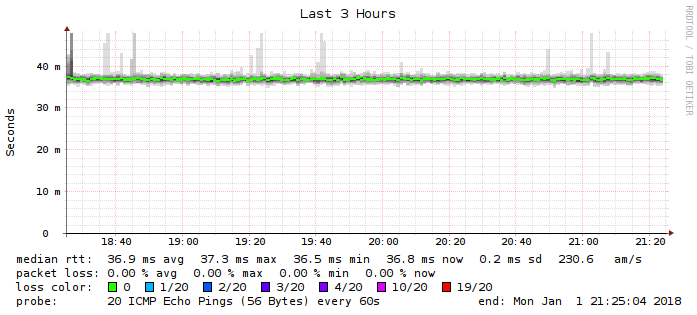 Last 3 Hours
RRDTOOL / TOBI OETIKER
Seconds
40 m
30 m
20 m
10 m
0
18:40 19:00 19:20 19:40 20:00 20:20 20:40 21:00 21:20
median rtt: 36.9 ms avg 37.3 ms max 36.5 ms min 36.8 ms now 0.2 ms sd 230.6 am/s
packet loss: 0.00 % avg 0.00 % max 0.00 % min 0.00 % now
loss color: 0 1/20 2/20 3/20 4/20 10/20 19/20
probe: 20 ICMP Echo Pings (56 Bytes) every 60s end: Mon Jan 1 21:25:04 2018